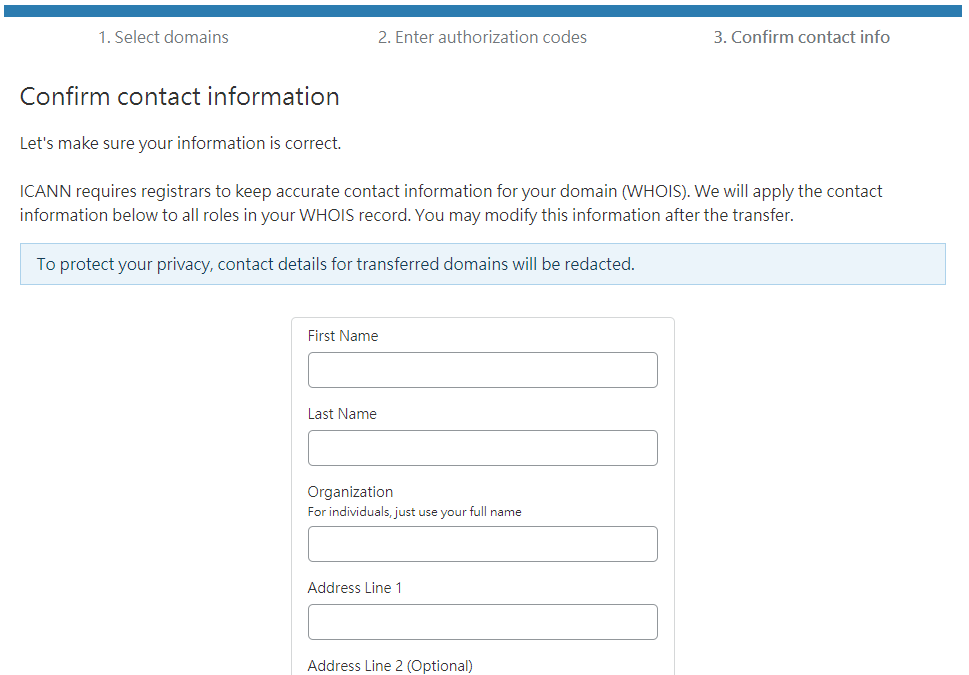 1. Select domains
2. Enter authorization codes
3. Confirm contact info
Confirm contact information
Let's make sure your information is correct.
ICANN requires registrars to keep accurate contact information for your domain (WHOIS). We will apply the contact
information below to all roles in your WHOIS record. You may modify this information after the transfer.
To protect your privacy, contact details for transferred domains will be redacted.
First Name
Last Name
Organization
For individuals, just use your full name
Address Line 1
Address Line 2 (Optional)